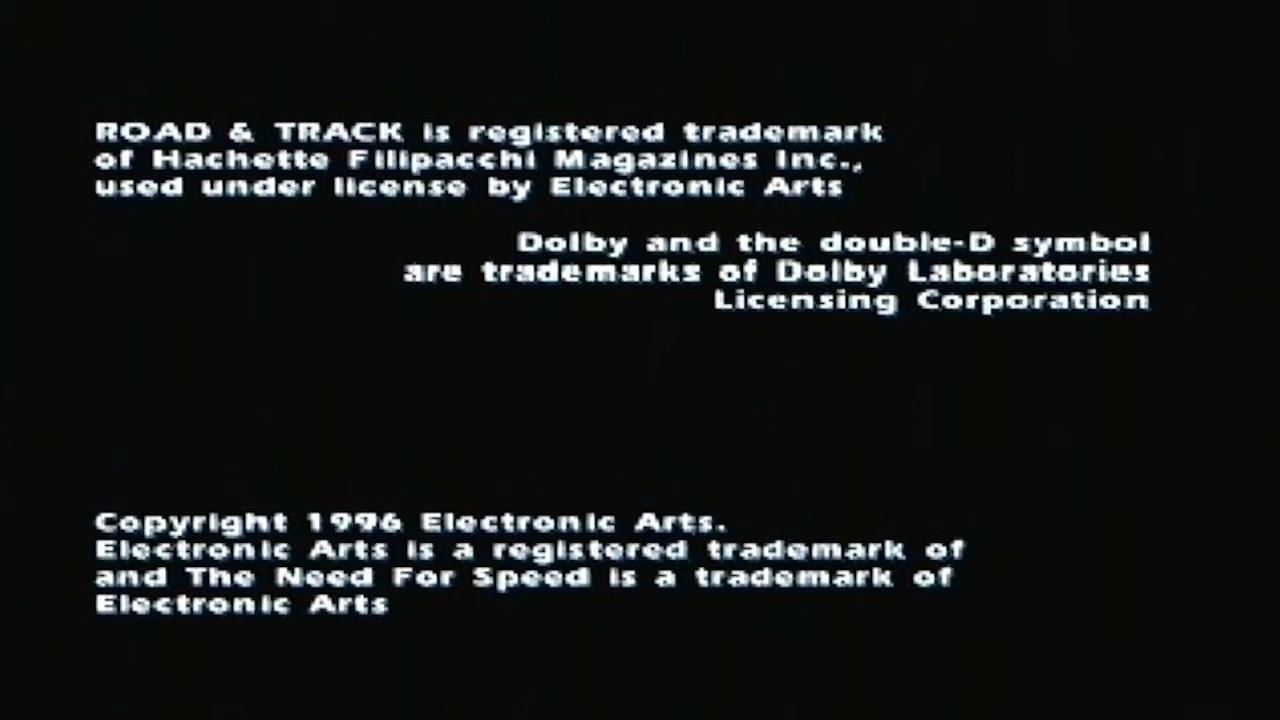 ROAD & TRACK is registered trademark
of Hachette Filipacchi Magazines Inc.,
used under license by Electronic Arts
Dolby and the double-D symbol
are trademarks of Dolby Laboratories
Licensing Corporation
Copyright 1996 Electronic Arts.
Electronic Arts is a registered trademark of
and The Need For Speed is a trademark of
Electronic Arts